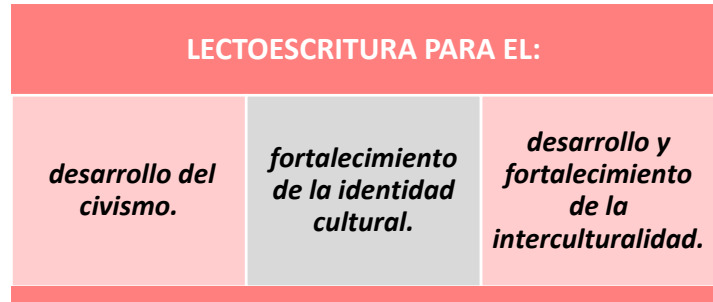 LECTOESCRITURA PARA EL:
desarrollo del
civismo.
fortalecimiento
de la identidad
cultural.
desarrollo y
fortalecimiento
de la
interculturalidad.